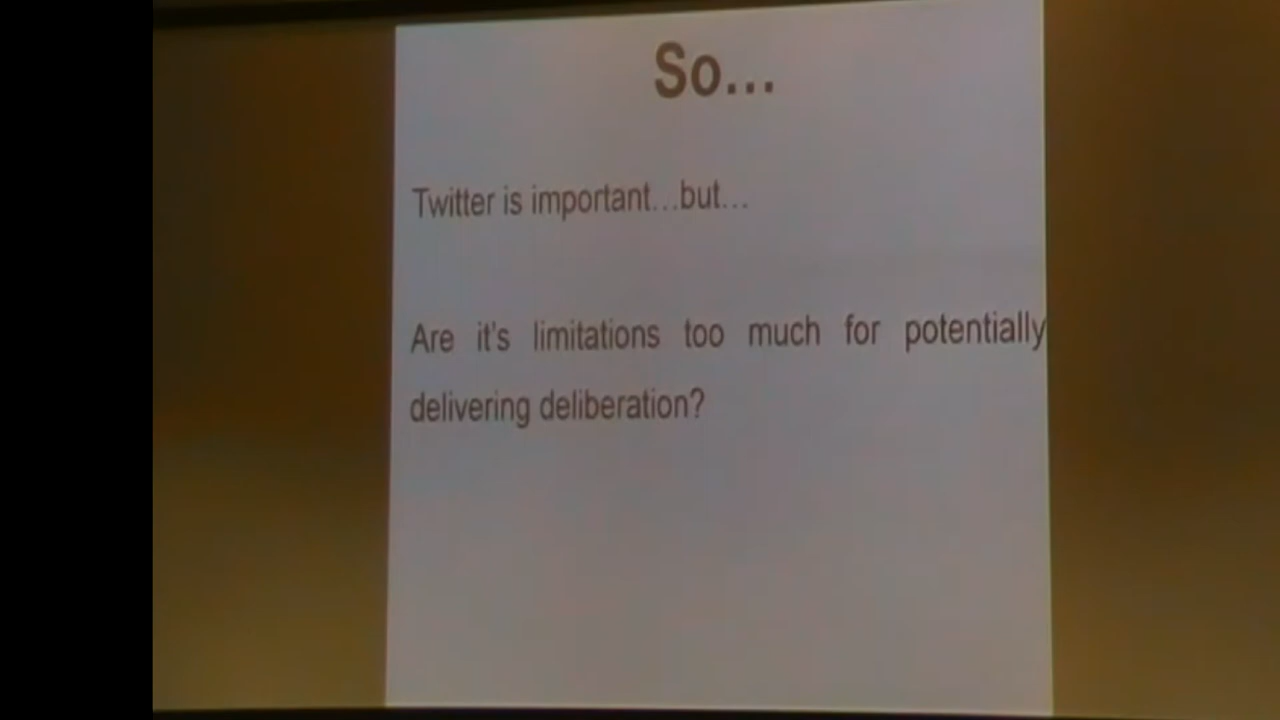 So...
Twitter is important...but...
Are it's limitations too much for potentially
delivering deliberation?